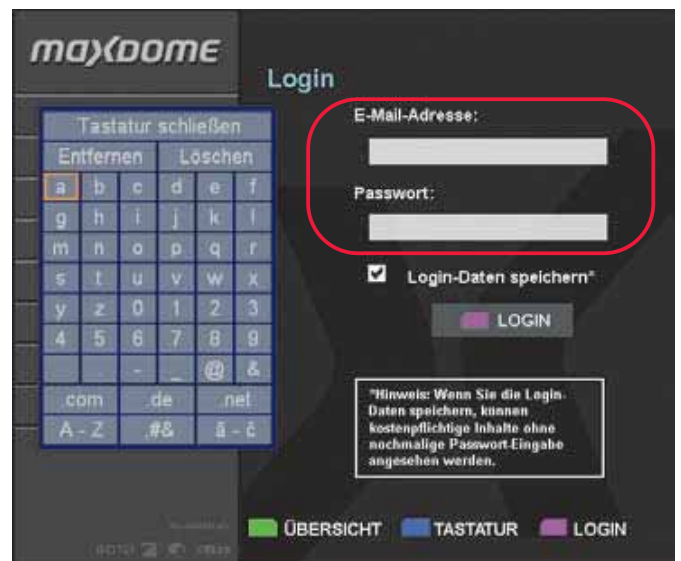 maxdome
Login
Tastatur schließen
Entfernen Löschen
a b c d e f
g h i j k l
m n o p q r
s t u v w x
y z 0 1 2 3
4 5 6 7 8 9
- _ @ &
.com .de .net
A - Z ,#& ã - č
E-Mail-Adresse:
Passwort:
Login-Daten speichern*
LOGIN
*Hinweis: Wenn Sie die Login-
Daten speichern, können
kostenpflichtige Inhalte ohne
nochmalige Passwort-Eingabe
angesehen werden.
ÜBERSICHT TASTATUR LOGIN